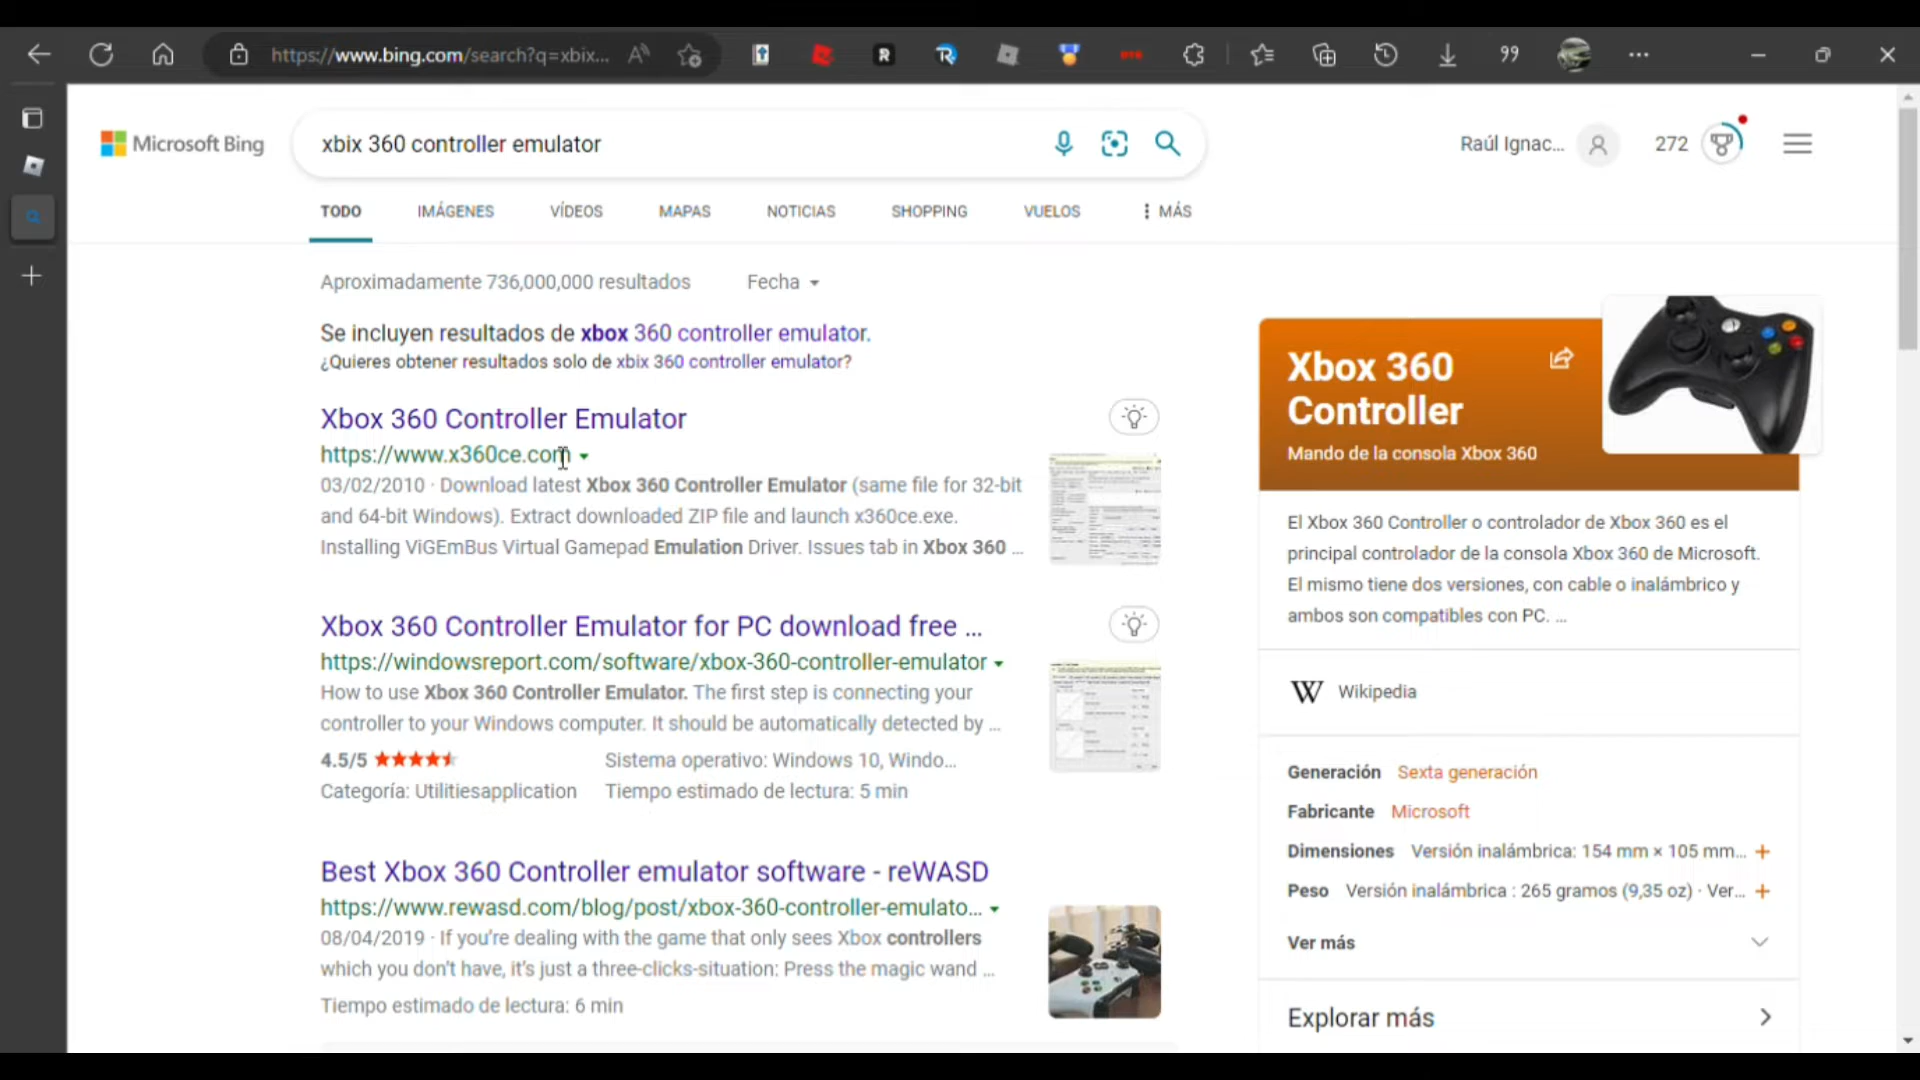 https://www.bing.com/search?q=xbix...
Microsoft Bing
xbix 360 controller emulator
Raúl Ignac...
272
TODO
IMÁGENES
VÍDEOS
MAPAS
NOTICIAS
SHOPPING
VUELOS
MÁS
Aproximadamente 736,000,000 resultados
Fecha
Se incluyen resultados de xbox 360 controller emulator.
¿Quieres obtener resultados solo de xbix 360 controller emulator?
Xbox 360 Controller Emulator
https://www.x360ce.com
03/02/2010 · Download latest Xbox 360 Controller Emulator (same file for 32-bit
and 64-bit Windows). Extract downloaded ZIP file and launch x360ce.exe.
Installing ViGEmBus Virtual Gamepad Emulation Driver. Issues tab in Xbox 360 ...
Xbox 360 Controller Emulator for PC download free ...
https://windowsreport.com/software/xbox-360-controller-emulator
How to use Xbox 360 Controller Emulator. The first step is connecting your
controller to your Windows computer. It should be automatically detected by ...
4.5/5
Sistema operativo: Windows 10, Windo...
Categoría: Utilitiesapplication
Tiempo estimado de lectura: 5 min
Best Xbox 360 Controller emulator software - reWASD
https://www.rewasd.com/blog/post/xbox-360-controller-emulato...
08/04/2019 · If you're dealing with the game that only sees Xbox controllers
which you don't have, it's just a three-clicks-situation: Press the magic wand ...
Tiempo estimado de lectura: 6 min
Xbox 360
Controller
Mando de la consola Xbox 360
El Xbox 360 Controller o controlador de Xbox 360 es el
principal controlador de la consola Xbox 360 de Microsoft.
El mismo tiene dos versiones, con cable o inalámbrico y
ambos son compatibles con PC. ...
W Wikipedia
Generación Sexta generación
Fabricante Microsoft
Dimensiones Versión inalámbrica: 154 mm × 105 mm...
Peso Versión inalámbrica : 265 gramos (9,35 oz) · Ver...
Ver más
Explorar más